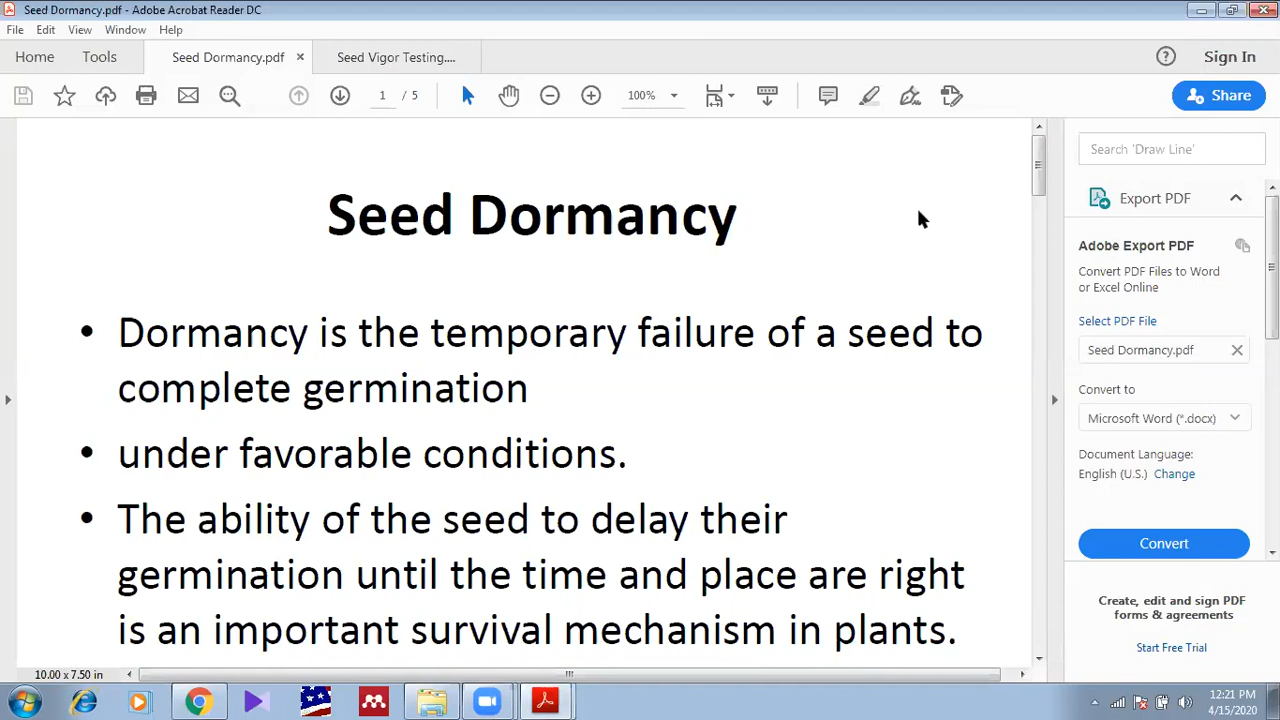 Seed Dormancy.pdf - Adobe Acrobat Reader DC
File Edit View Window Help
Home Tools Seed Dormancy.pdf × Seed Vigor Testing.... Sign In
1 / 5 100% Share
Search 'Draw Line'
Export PDF
Adobe Export PDF
Convert PDF Files to Word
or Excel Online
Select PDF File
Seed Dormancy.pdf
Convert to
Microsoft Word (*.docx)
Document Language:
English (U.S.) Change
Convert
Create, edit and sign PDF
forms & agreements
Start Free Trial
Seed Dormancy
• Dormancy is the temporary failure of a seed to
complete germination
• under favorable conditions.
• The ability of the seed to delay their
germination until the time and place are right
is an important survival mechanism in plants.
10.00 x 7.50 in
12:21 PM
4/15/2020